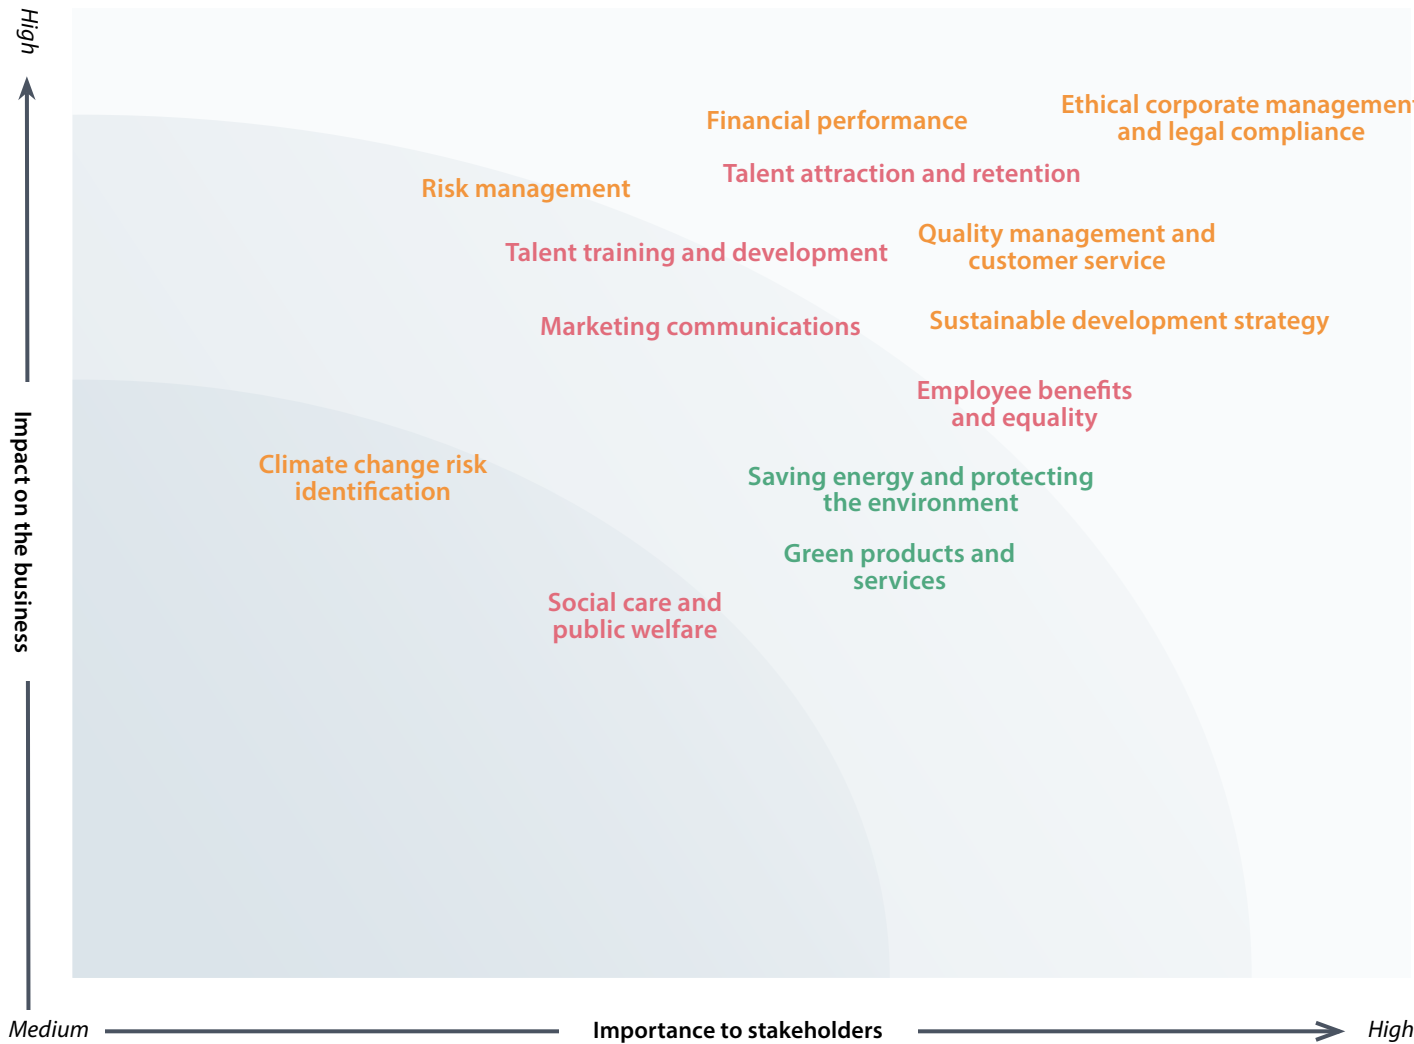 High
Ethical corporate management
and legal compliance
Financial performance
Talent attraction and retention
Risk management
Quality management and
customer service
Talent training and development
Sustainable development strategy
Marketing communications
Employee benefits
and equality
Climate change risk
identification
Saving energy and protecting
the environment
Green products and
services
Social care and
public welfare
Impact on the business
Medium
Importance to stakeholders
High